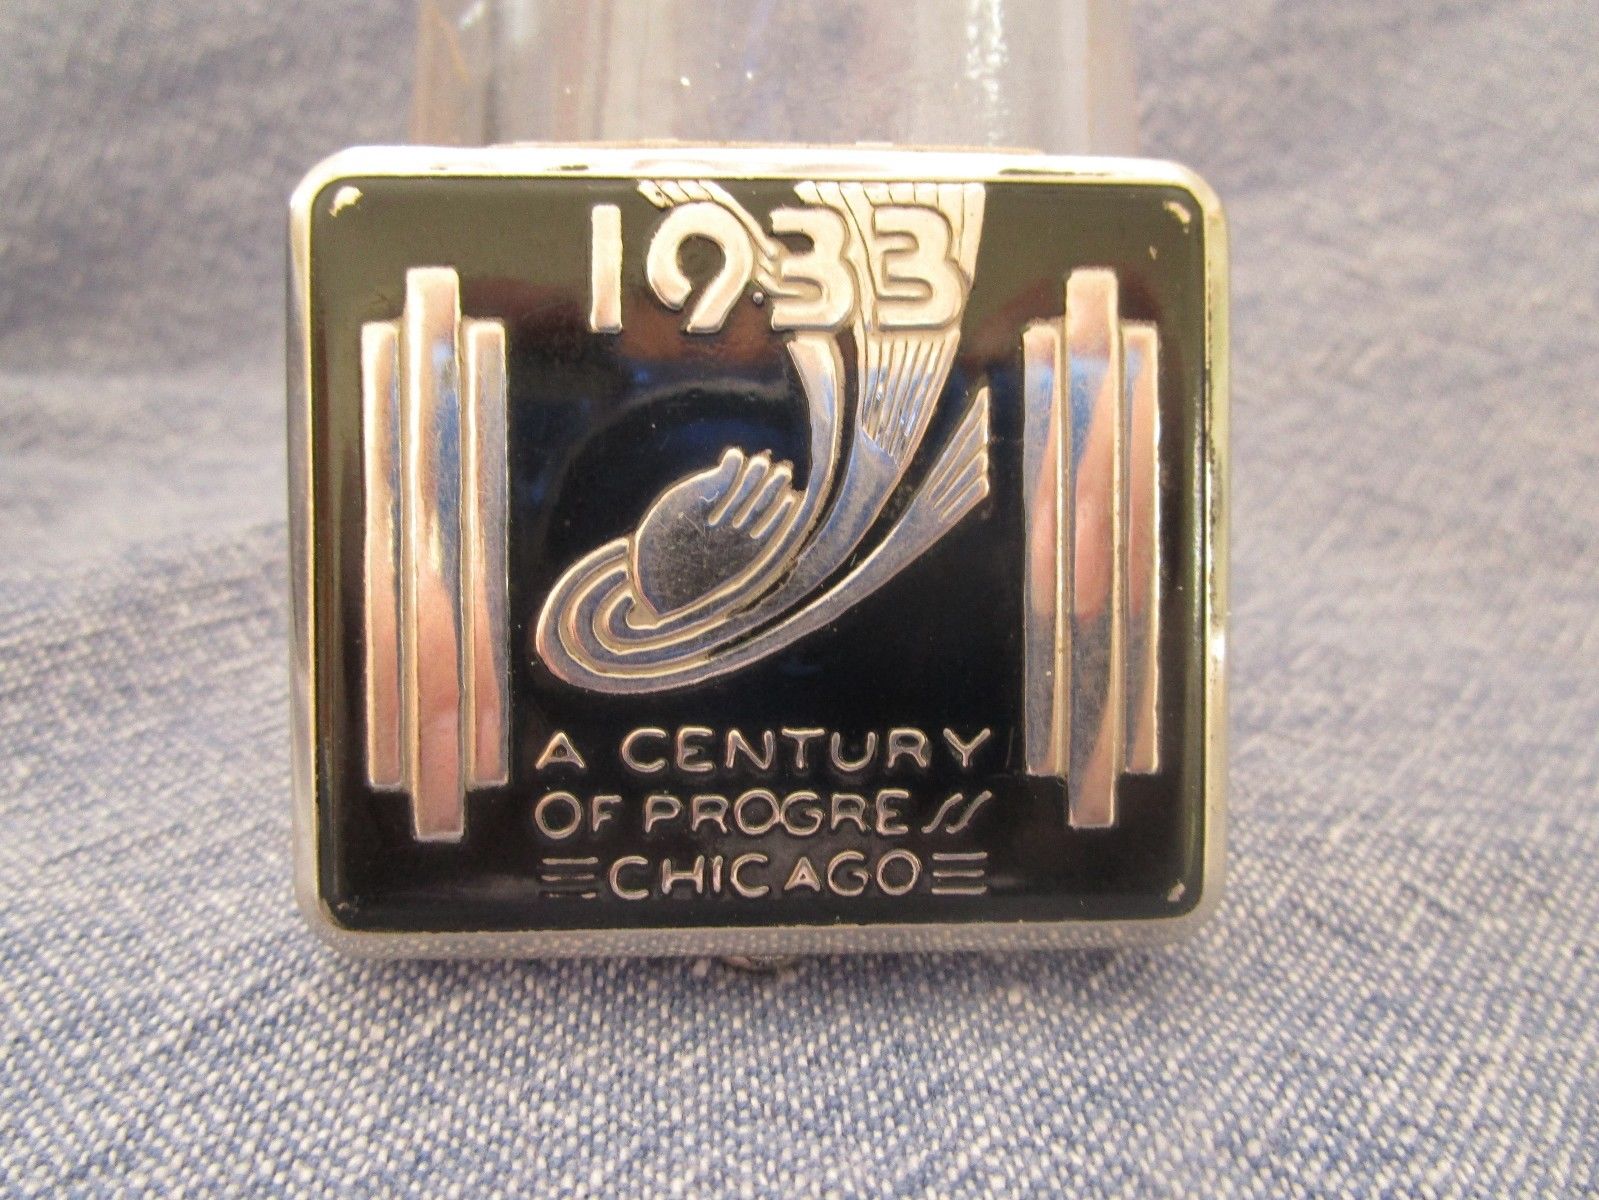 1933
A CENTURY
OF PROGRESS
CHICAGO